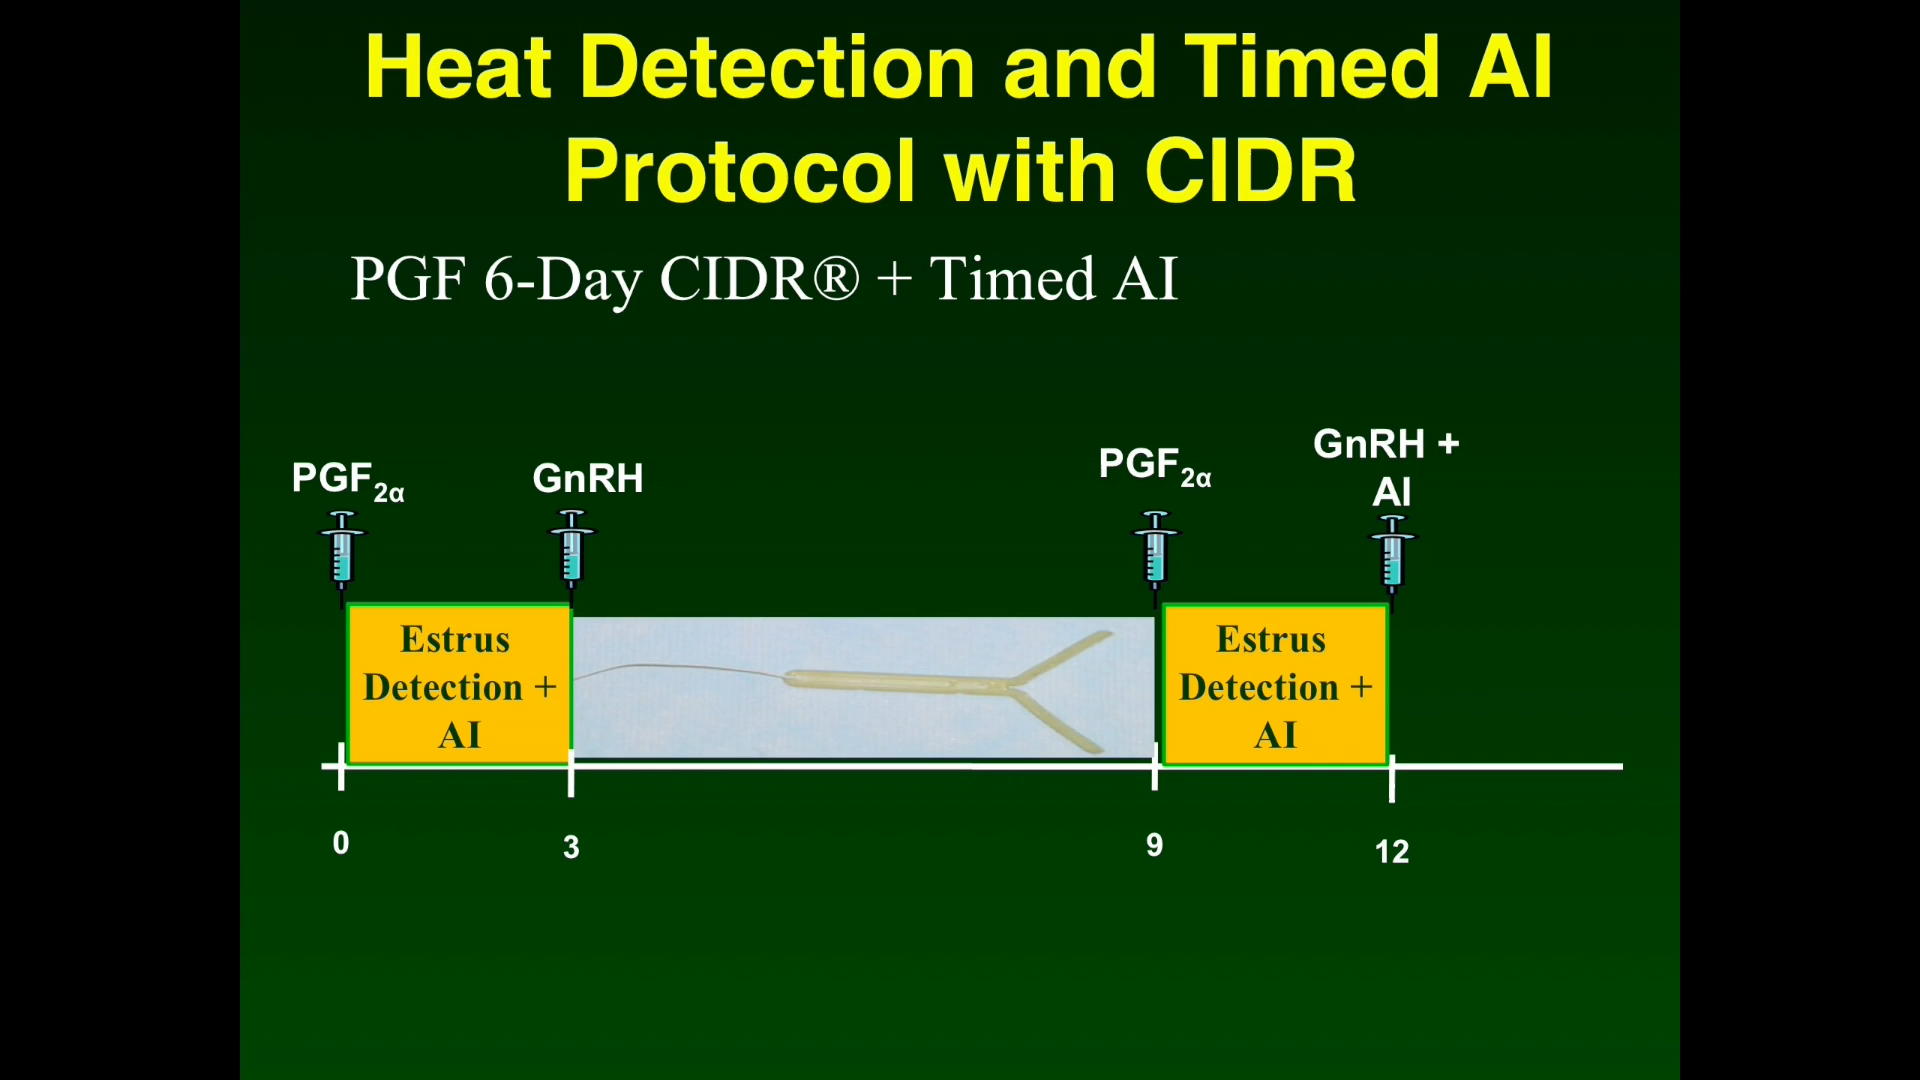 Heat Detection and Timed AI
Protocol with CIDR
PGF 6-Day CIDR® + Timed AI
PGF2α
GnRH
PGF2α
GnRH +
AI
Estrus
Detection +
AI
Estrus
Detection +
AI
0
3
9
12